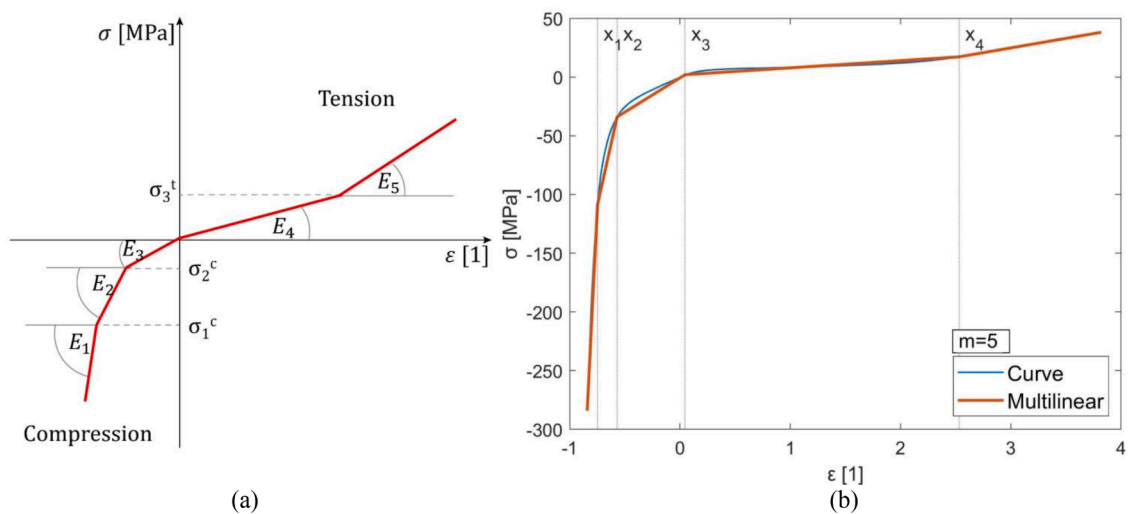 σ [MPa]
Tension
σ₃ᵗ
E₅
E₄
E₃
ε [1]
σ₂ᶜ
E₂
σ₁ᶜ
E₁
Compression
(a)
50
0
-50
-100
-150
-200
-250
-300
σ [MPa]
x₁ x₂ x₃ x₄
m=5
Curve
Multilinear
-1 0 1 2 3 4
ε [1]
(b)